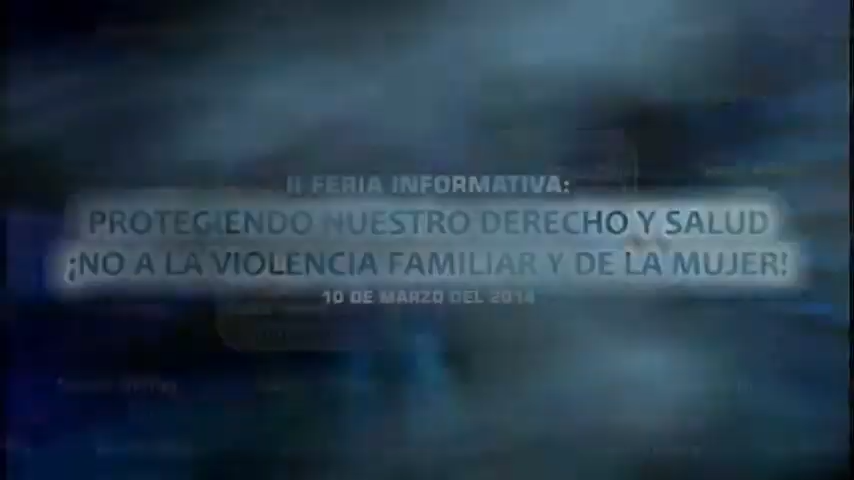 II FERIA INFORMATIVA:
PROTEGIENDO NUESTRO DERECHO Y SALUD
¡NO A LA VIOLENCIA FAMILIAR Y DE LA MUJER!
10 DE MARZO DEL 2014